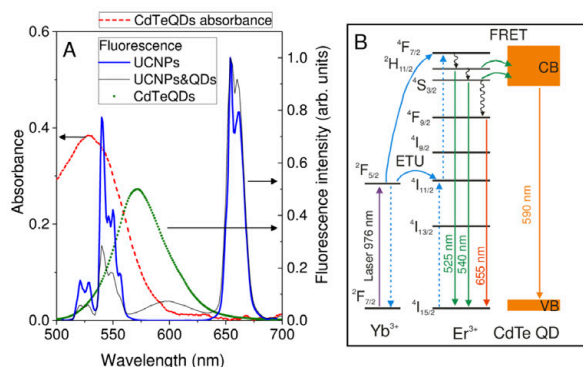 CdTeQDs absorbance
A
Fluorescence
UCNPs
UCNPs&QDs
CdTeQDs
0.6
0.4
0.2
0.0
Absorbance
500 550 600 650 700
Wavelength (nm)
1.0
0.8
0.6
0.4
0.2
0.0
Fluorescence intensity (arb. units)
B
FRET
⁴F₇/₂
²H₁₁/₂
⁴S₃/₂
⁴F₉/₂
⁴I₉/₂
⁴I₁₁/₂
⁴I₁₃/₂
⁴I₁₅/₂
²F₅/₂
²F₇/₂
ETU
Laser 976 nm
525 nm
540 nm
655 nm
590 nm
CB
VB
Yb³⁺ Er³⁺ CdTe QD